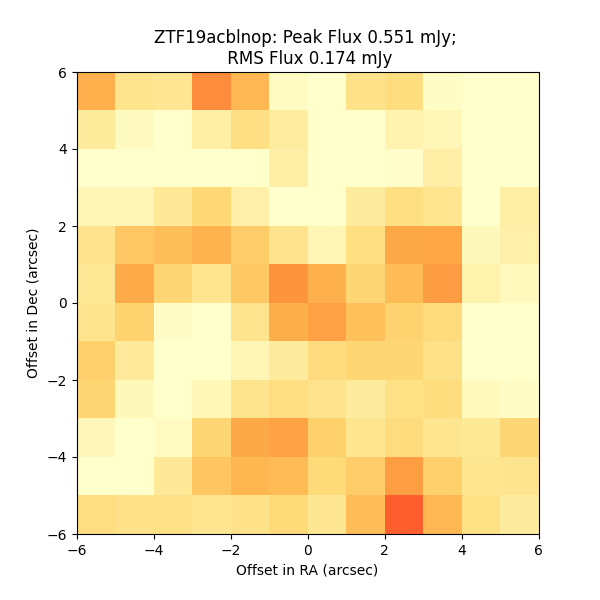 ZTF19acblnop: Peak Flux 0.551 mJy;
RMS Flux 0.174 mJy
6
4
2
0
−2
−4
−6
Offset in Dec (arcsec)
−6 −4 −2 0 2 4 6
Offset in RA (arcsec)